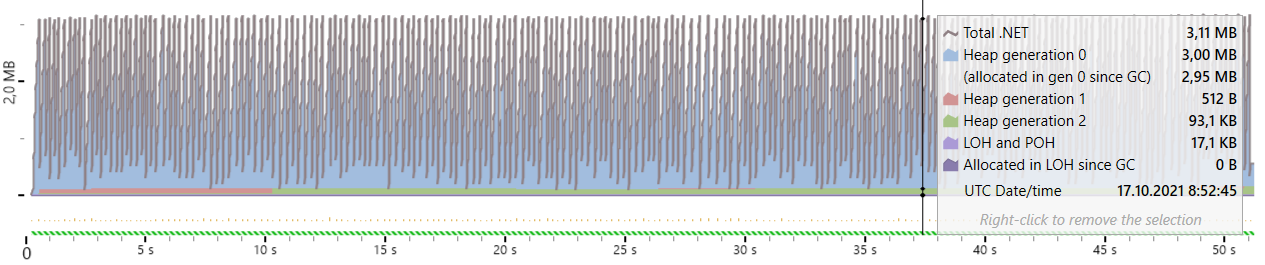 2,0 MB
Total .NET 3,11 MB
Heap generation 0 3,00 MB
(allocated in gen 0 since GC) 2,95 MB
Heap generation 1 512 B
Heap generation 2 93,1 KB
LOH and POH 17,1 KB
Allocated in LOH since GC 0 B
UTC Date/time 17.10.2021 8:52:45
Right-click to remove the selection
0 5 s 10 s 15 s 20 s 25 s 30 s 35 s 40 s 45 s 50 s